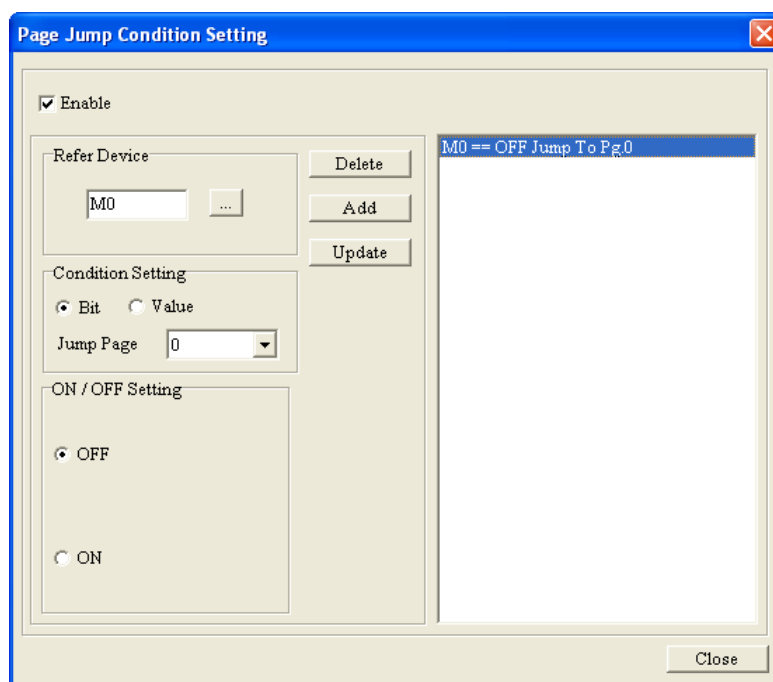 Page Jump Condition Setting
Enable
Refer Device
M0
...
Delete
Add
Update
Condition Setting
Bit
Value
Jump Page
0
ON / OFF Setting
OFF
ON
M0 == OFF Jump To Pg.0
Close